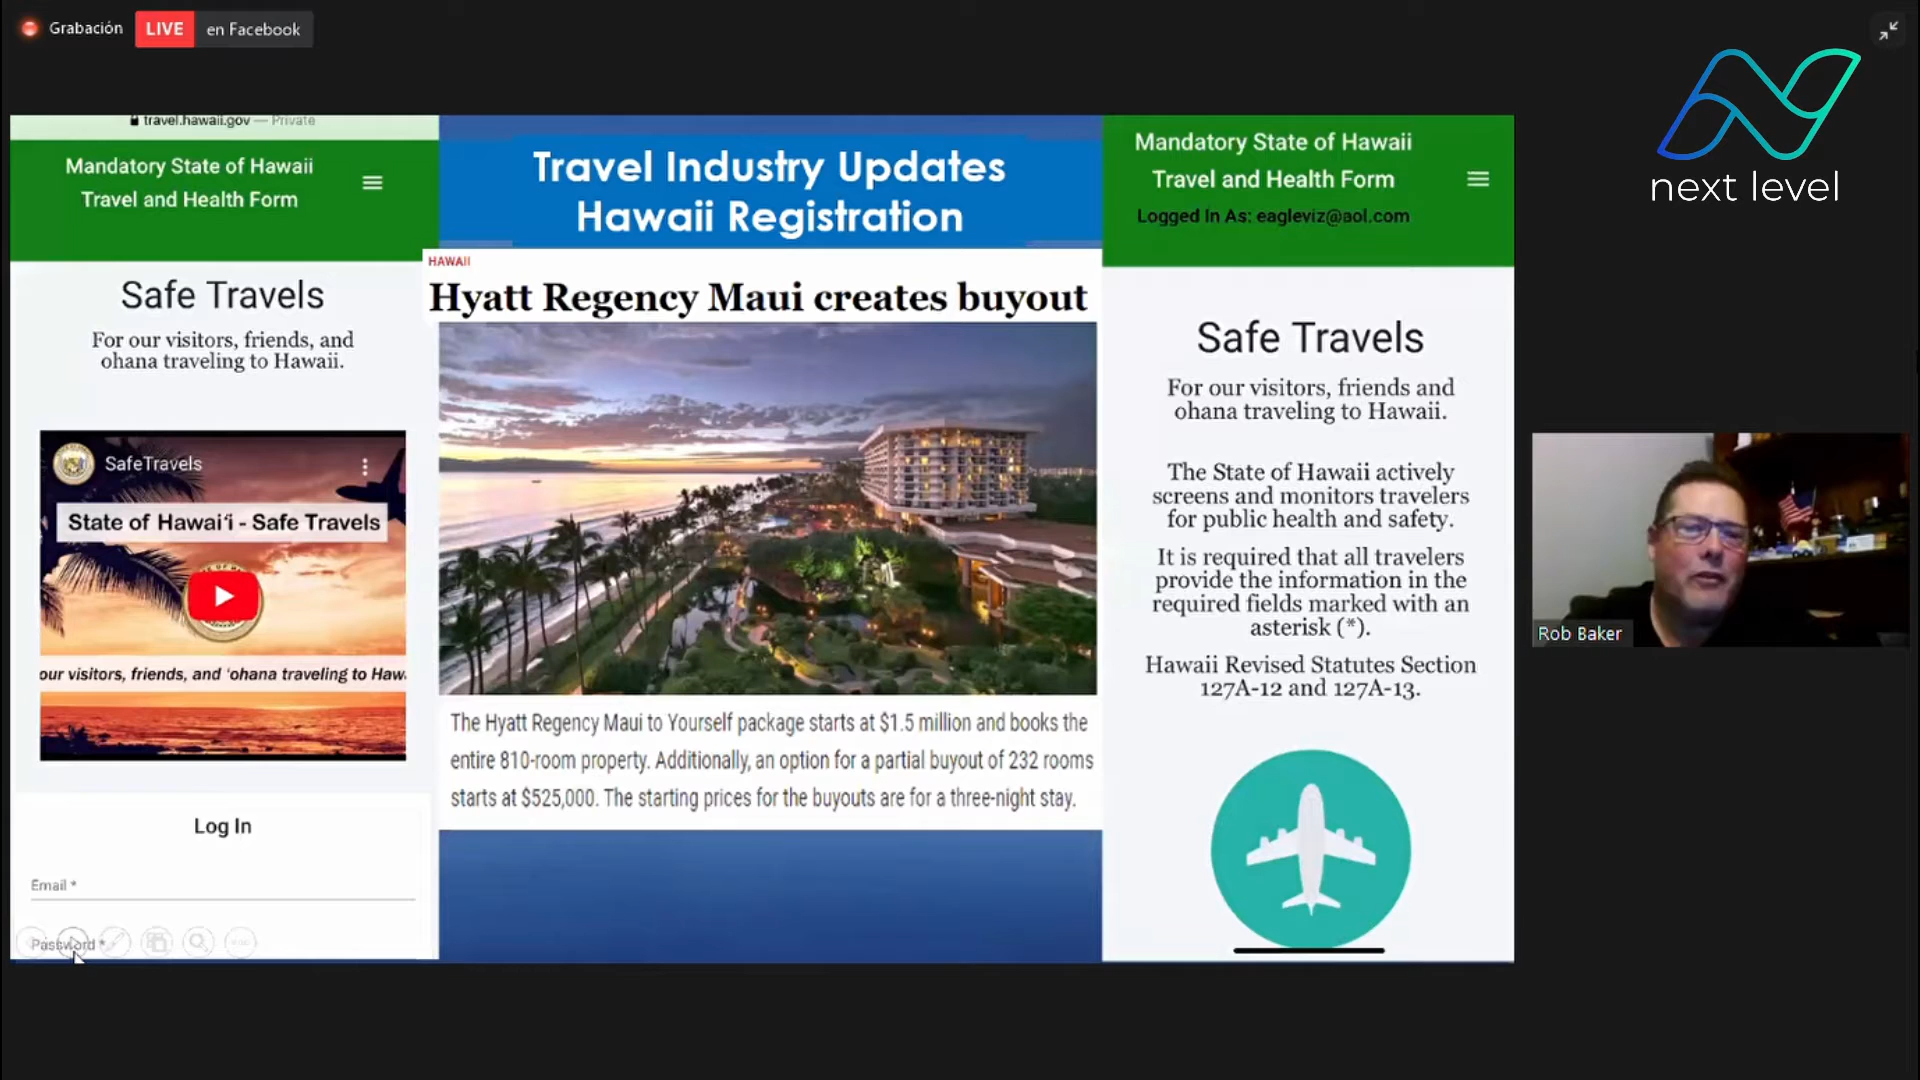 Grabación
LIVE
en Facebook
next level
travel.hawaii.gov — Private
Mandatory State of Hawaii
Travel and Health Form
Safe Travels
For our visitors, friends, and
ohana traveling to Hawaii.
SafeTravels
State of Hawaiʻi - Safe Travels
our visitors, friends, and ʻohana traveling to Haw
Log In
Email *
Password *
Travel Industry Updates
Hawaii Registration
HAWAII
Hyatt Regency Maui creates buyout
The Hyatt Regency Maui to Yourself package starts at $1.5 million and books the
entire 810-room property. Additionally, an option for a partial buyout of 232 rooms
starts at $525,000. The starting prices for the buyouts are for a three-night stay.
Mandatory State of Hawaii
Travel and Health Form
Logged In As: eagleviz@aol.com
Safe Travels
For our visitors, friends and
ohana traveling to Hawaii.
The State of Hawaii actively
screens and monitors travelers
for public health and safety.
It is required that all travelers
provide the information in the
required fields marked with an
asterisk (*).
Hawaii Revised Statutes Section
127A-12 and 127A-13.
Rob Baker